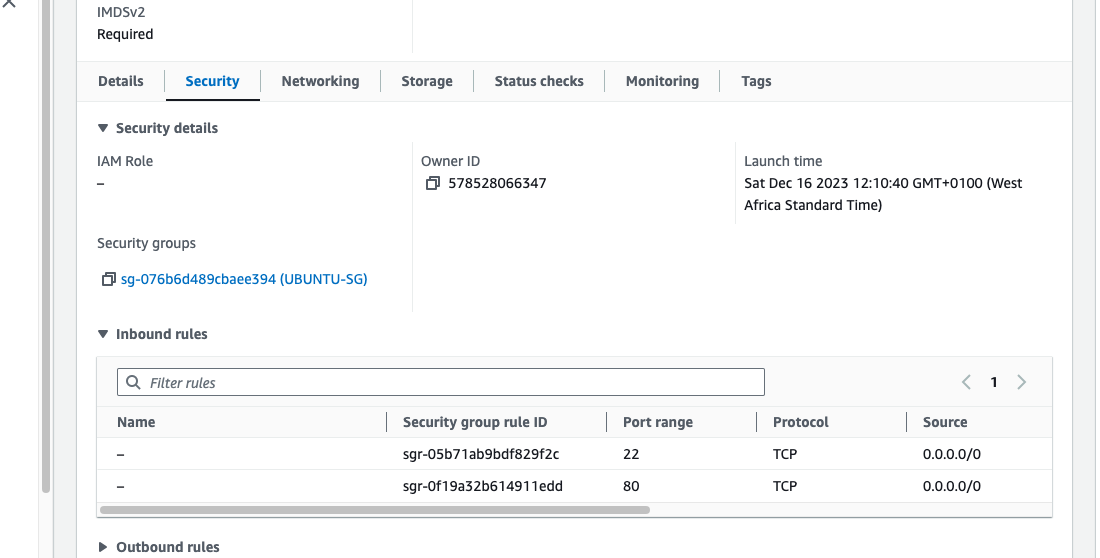 IMDSv2
Required
Details Security Networking Storage Status checks Monitoring Tags
Security details
IAM Role Owner ID Launch time
– 578528066347 Sat Dec 16 2023 12:10:40 GMT+0100 (West
Africa Standard Time)
Security groups
sg-076b6d489cbaee394 (UBUNTU-SG)
Inbound rules
Filter rules 1
Name Security group rule ID Port range Protocol Source
– sgr-05b71ab9bdf829f2c 22 TCP 0.0.0.0/0
– sgr-0f19a32b614911edd 80 TCP 0.0.0.0/0
Outbound rules